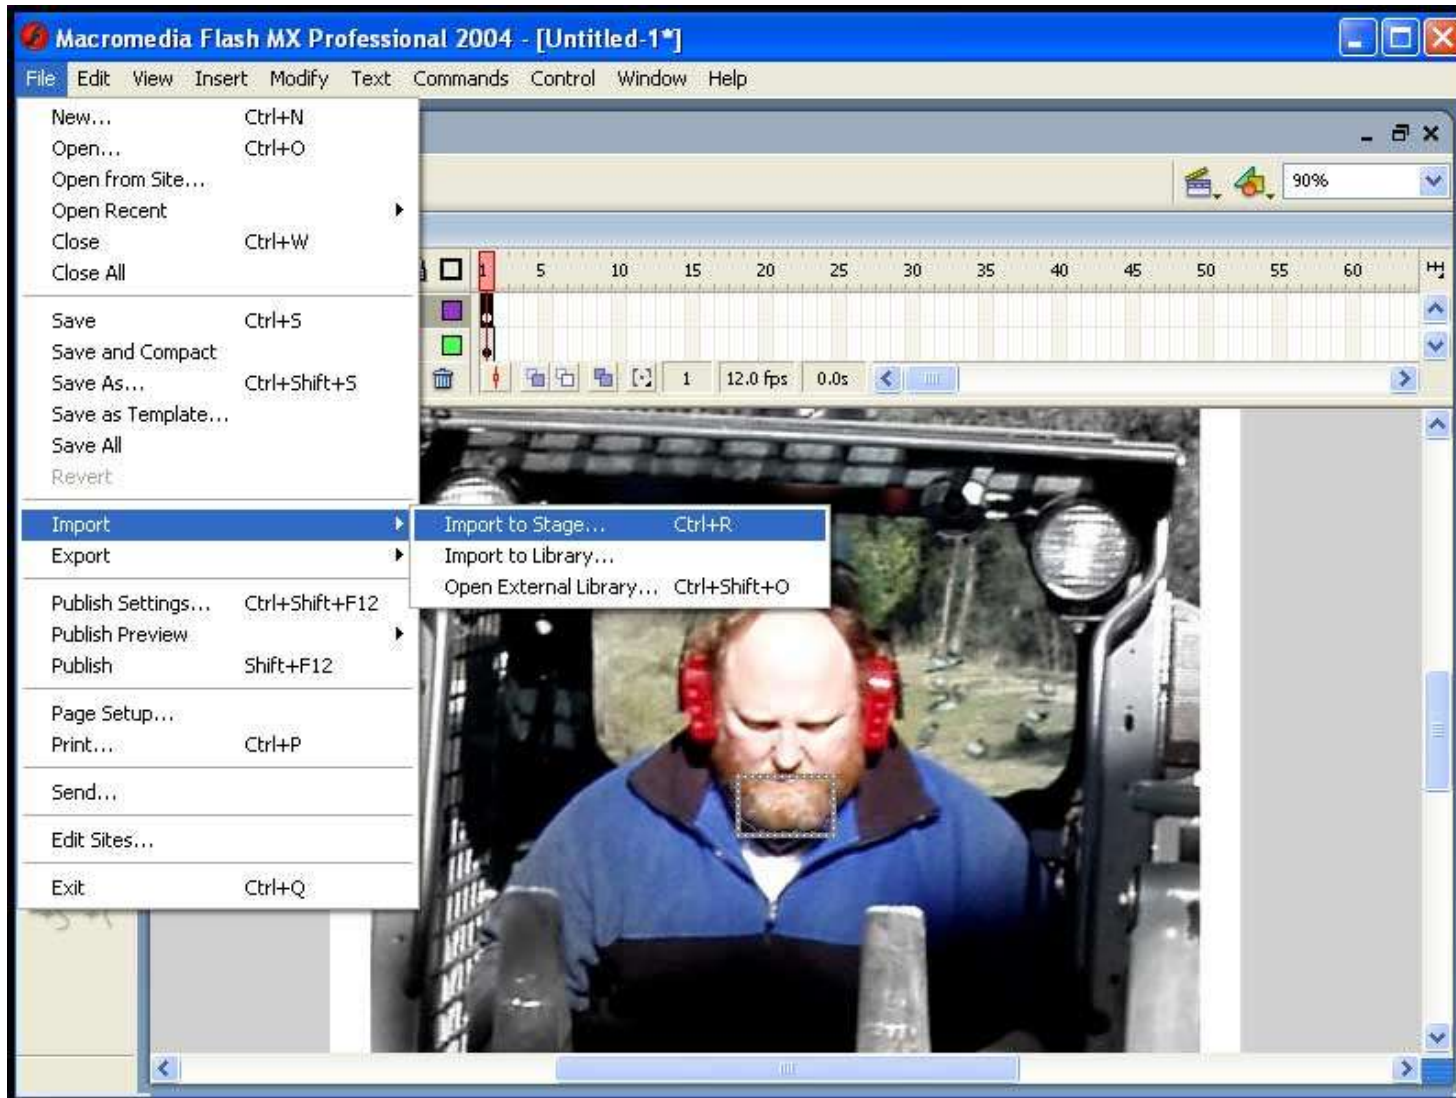 Macromedia Flash MX Professional 2004 - [Untitled-1*]
File Edit View Insert Modify Text Commands Control Window Help
New... Ctrl+N
Open... Ctrl+O
Open from Site...
Open Recent
Close Ctrl+W
Close All
Save Ctrl+S
Save and Compact
Save As... Ctrl+Shift+S
Save as Template...
Save All
Revert
Import
Export
Publish Settings... Ctrl+Shift+F12
Publish Preview
Publish Shift+F12
Page Setup...
Print... Ctrl+P
Send...
Edit Sites...
Exit Ctrl+Q
Import to Stage... Ctrl+R
Import to Library...
Open External Library... Ctrl+Shift+O
90%
1 5 10 15 20 25 30 35 40 45 50 55 60
1 12.0 fps 0.0s